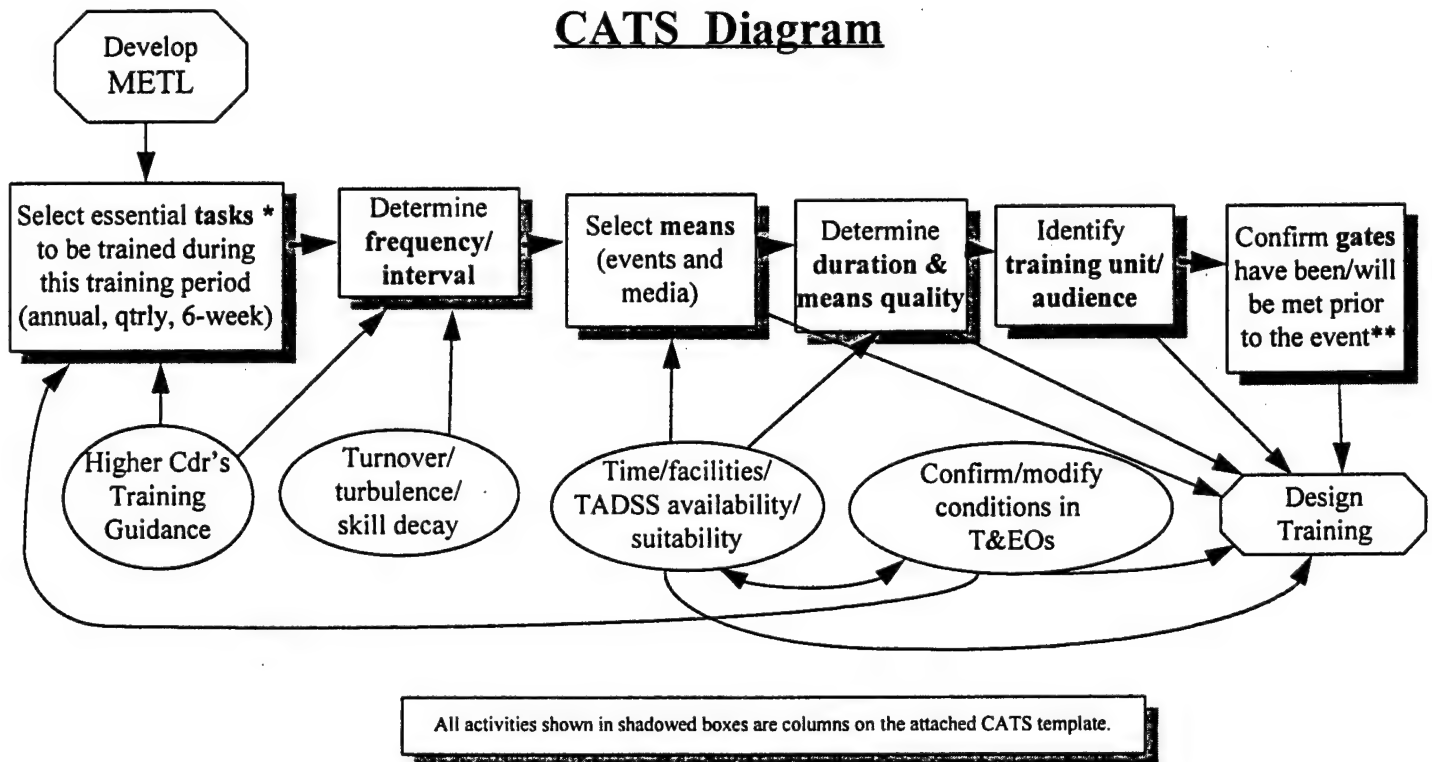 CATS Diagram
Develop
METL
Select essential tasks *
to be trained during
this training period
(annual, qtrly, 6-week)
Determine
frequency/
interval
Select means
(events and
media)
Determine
duration &
means quality
Identify
training unit/
audience
Confirm gates
have been/will
be met prior
to the event**
Higher Cdr's
Training
Guidance
Turnover/
turbulence/
skill decay
Time/facilities/
TADSS availability/
suitability
Confirm/modify
conditions in
T&EOs
Design
Training
All activities shown in shadowed boxes are columns on the attached CATS template.